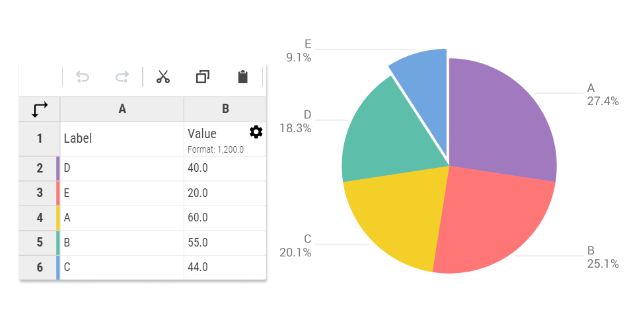 A B
1 Label Value
Format: 1,200.0
2 D 40.0
3 E 20.0
4 A 60.0
5 B 55.0
6 C 44.0
E
9.1%
D
18.3%
C
20.1%
A
27.4%
B
25.1%